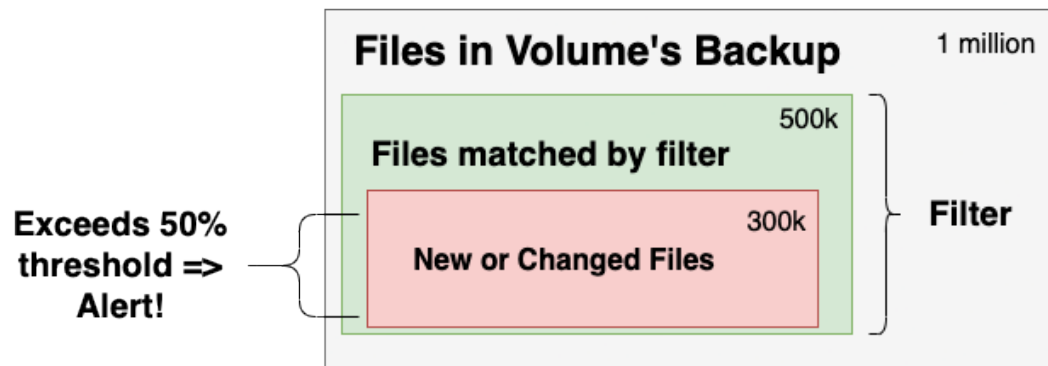 Files in Volume's Backup
1 million
500k
Files matched by filter
Exceeds 50%
threshold =>
Alert!
300k
New or Changed Files
Filter